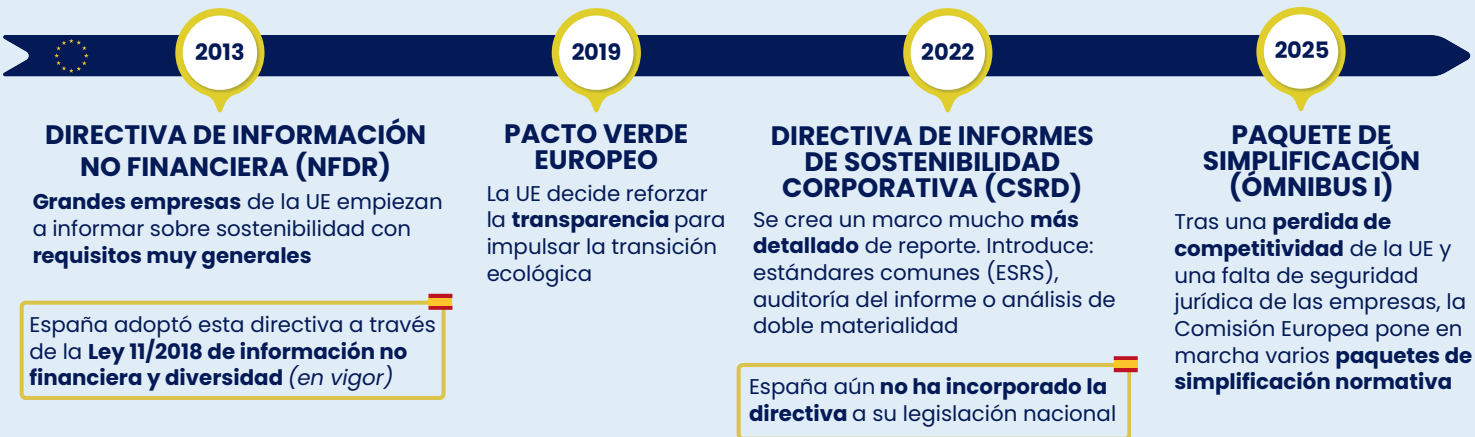 2013
DIRECTIVA DE INFORMACIÓN
NO FINANCIERA (NFDR)
Grandes empresas de la UE empiezan
a informar sobre sostenibilidad con
requisitos muy generales
España adoptó esta directiva a través
de la Ley 11/2018 de información no
financiera y diversidad (en vigor)
2019
PACTO VERDE
EUROPEO
La UE decide reforzar
la transparencia para
impulsar la transición
ecológica
2022
DIRECTIVA DE INFORMES
DE SOSTENIBILIDAD
CORPORATIVA (CSRD)
Se crea un marco mucho más
detallado de reporte. Introduce:
estándares comunes (ESRS),
auditoría del informe o análisis de
doble materialidad
España aún no ha incorporado la
directiva a su legislación nacional
2025
PAQUETE DE
SIMPLIFICACIÓN
(ÓMNIBUS I)
Tras una perdida de
competitividad de la UE y
una falta de seguridad
jurídica de las empresas, la
Comisión Europea pone en
marcha varios paquetes de
simplificación normativa